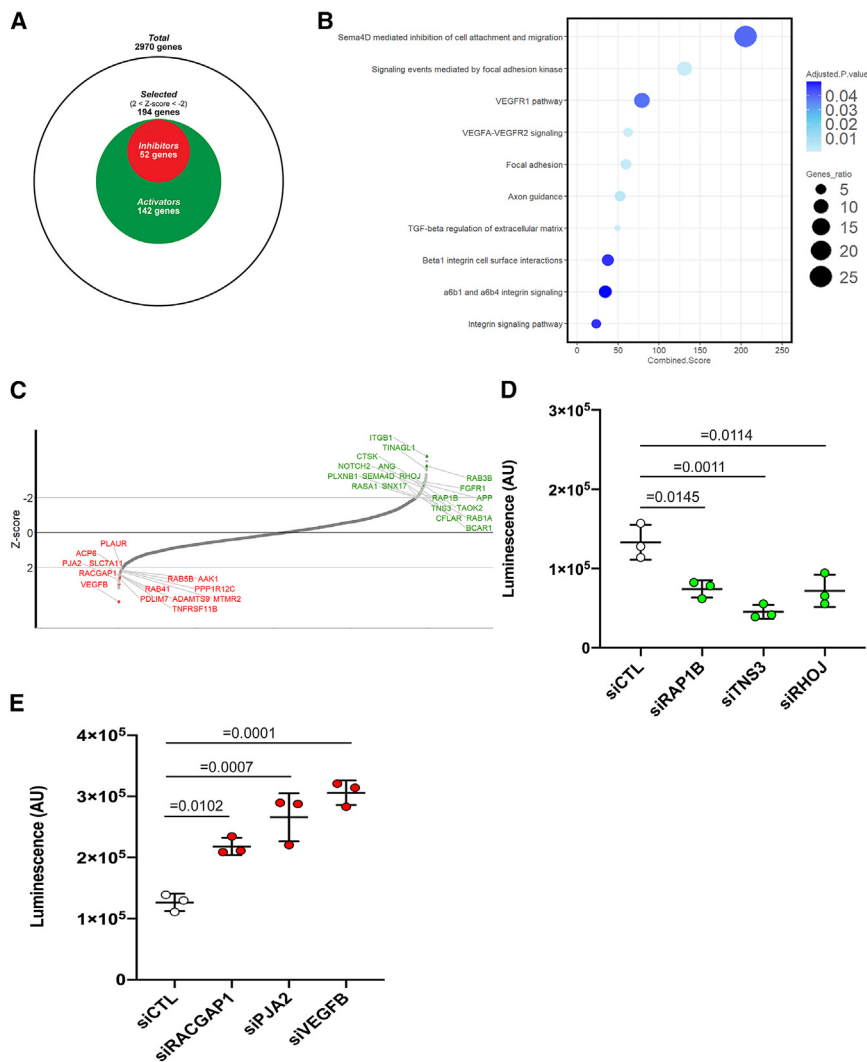 A
Total
2970 genes
Selected
(2 < Z-score < -2)
194 genes
Inhibitors
52 genes
Activators
142 genes
B
Sema4D mediated inhibition of cell attachment and migration
Signaling events mediated by focal adhesion kinase
VEGFR1 pathway
VEGFA-VEGFR2 signaling
Focal adhesion
Axon guidance
TGF-beta regulation of extracellular matrix
Beta1 integrin cell surface interactions
a6b1 and a6b4 integrin signaling
Integrin signaling pathway
0 50 100 150 200 250
Combined.Score
Adjusted.P.value
0.04
0.03
0.02
0.01
Genes_ratio
5
10
15
20
25
C
Z-score
-2
0
2
ITGB1
TINAGL1
CTSK
NOTCH2 ANG
PLXNB1 SEMA4D RHOJ
RASA1 SNX17
RAB3B
FGFR1
RAP1B APP
TNS3 TAOK2
CFLAR RAB1A
BCAR1
PLAUR
ACP6
PJA2 SLC7A11
RACGAP1
VEGFB
RAB5B AAK1
RAB41 PPP1R12C
PDLIM7 ADAMTS9 MTMR2
TNFRSF11B
D
Luminescence (AU)
3×10⁵
2×10⁵
1×10⁵
0
=0.0114
=0.0011
=0.0145
siCTL
siRAP1B
siTNS3
siRHOJ
E
Luminescence (AU)
4×10⁵
3×10⁵
2×10⁵
1×10⁵
0
=0.0001
=0.0007
=0.0102
siCTL
siRACGAP1
siPJA2
siVEGFB